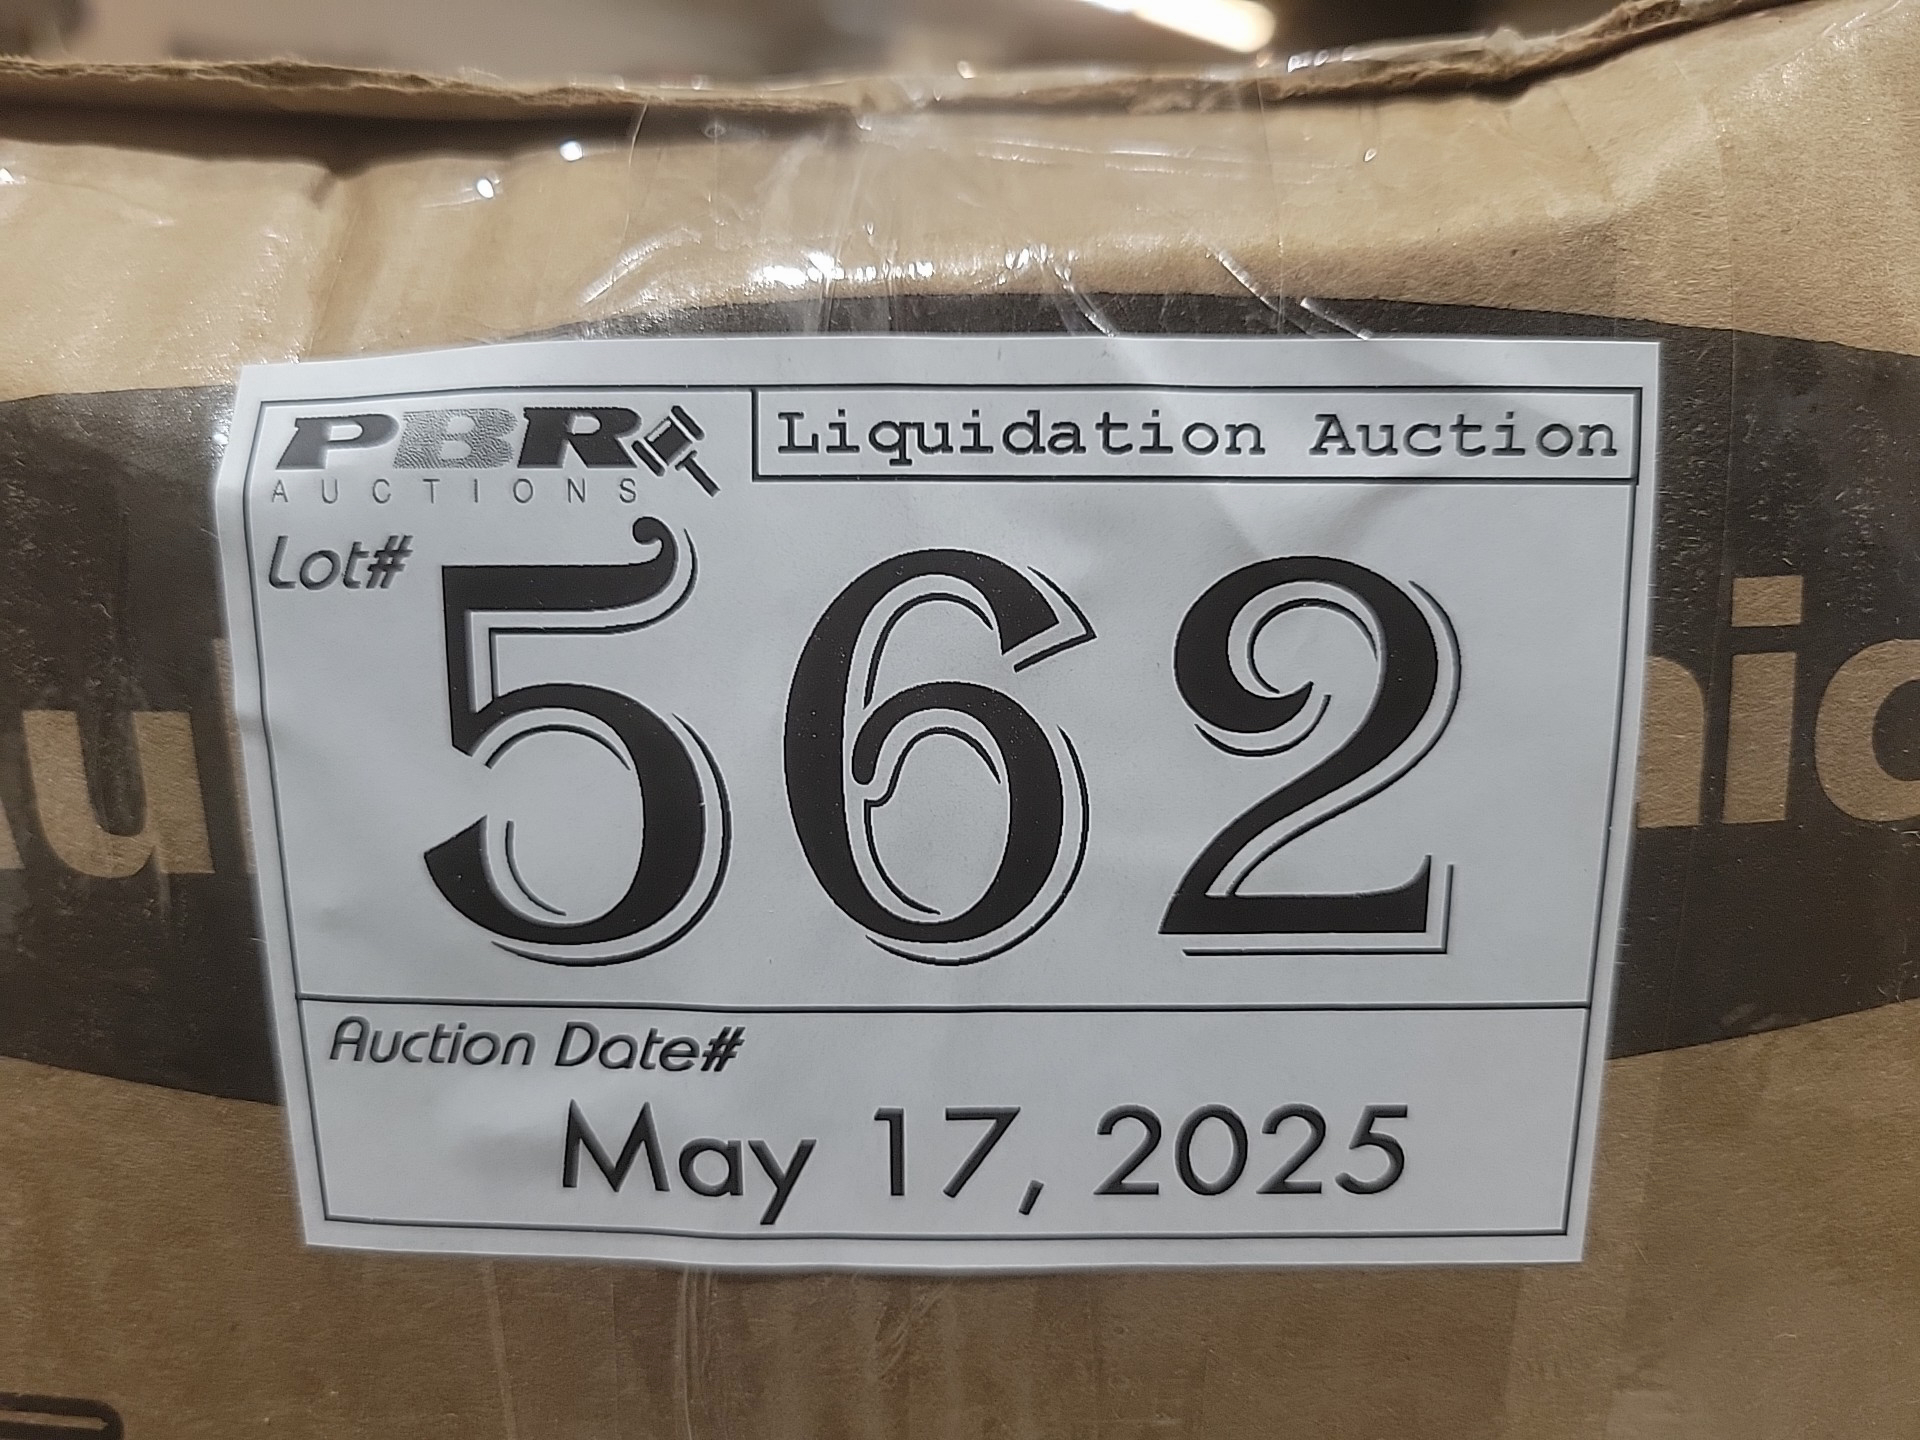 PBR
AUCTIONS
Liquidation Auction
Lot#
562
Auction Date#
May 17, 2025